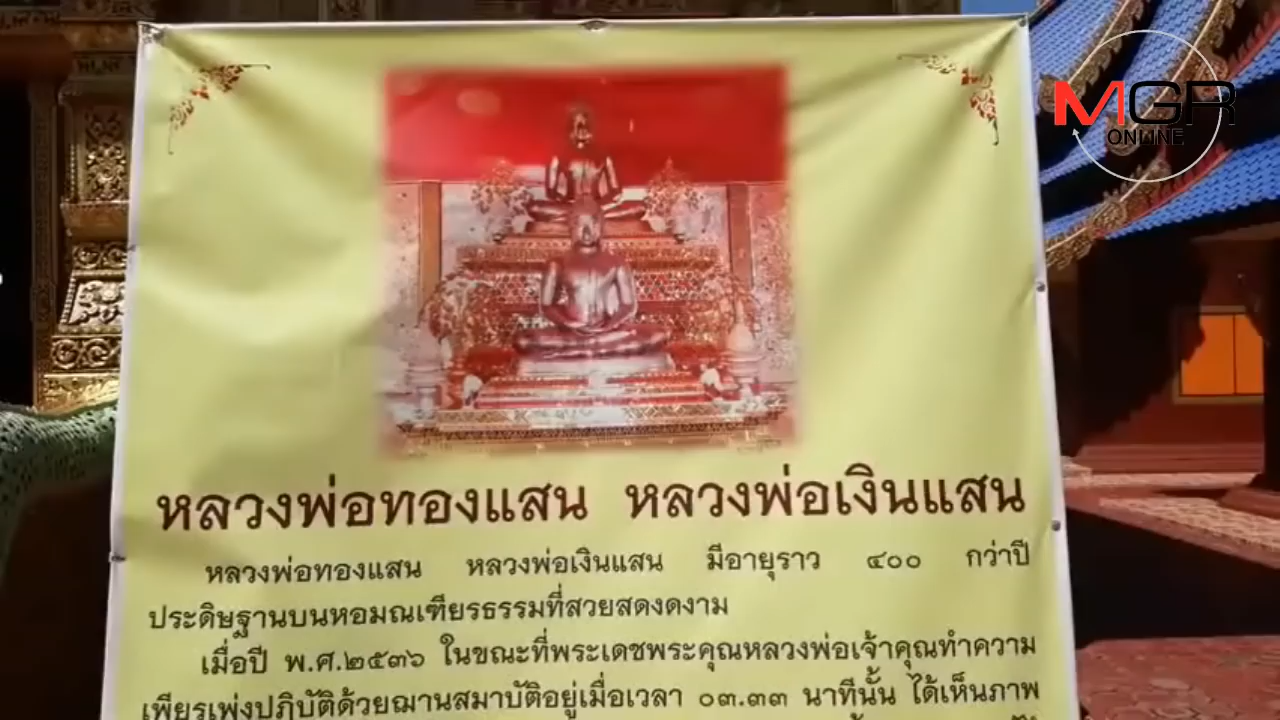 MGR
ONLINE
หลวงพ่อทองแสน หลวงพ่อเงินแสน
หลวงพ่อทองแสน หลวงพ่อเงินแสน มีอายุราว ๔๐๐ กว่าปี
ประดิษฐานบนหอมณเฑียรธรรมที่สวยสดงดงาม
เมื่อปี พ.ศ.๒๕๓๖ ในขณะที่พระเดชพระคุณหลวงพ่อเจ้าคุณทำความ
เพียรเพ่งปฏิบัติด้วยฌานสมาบัติอยู่เมื่อเวลา ๐๓.๓๓ นาทีนั้น ได้เห็นภาพ